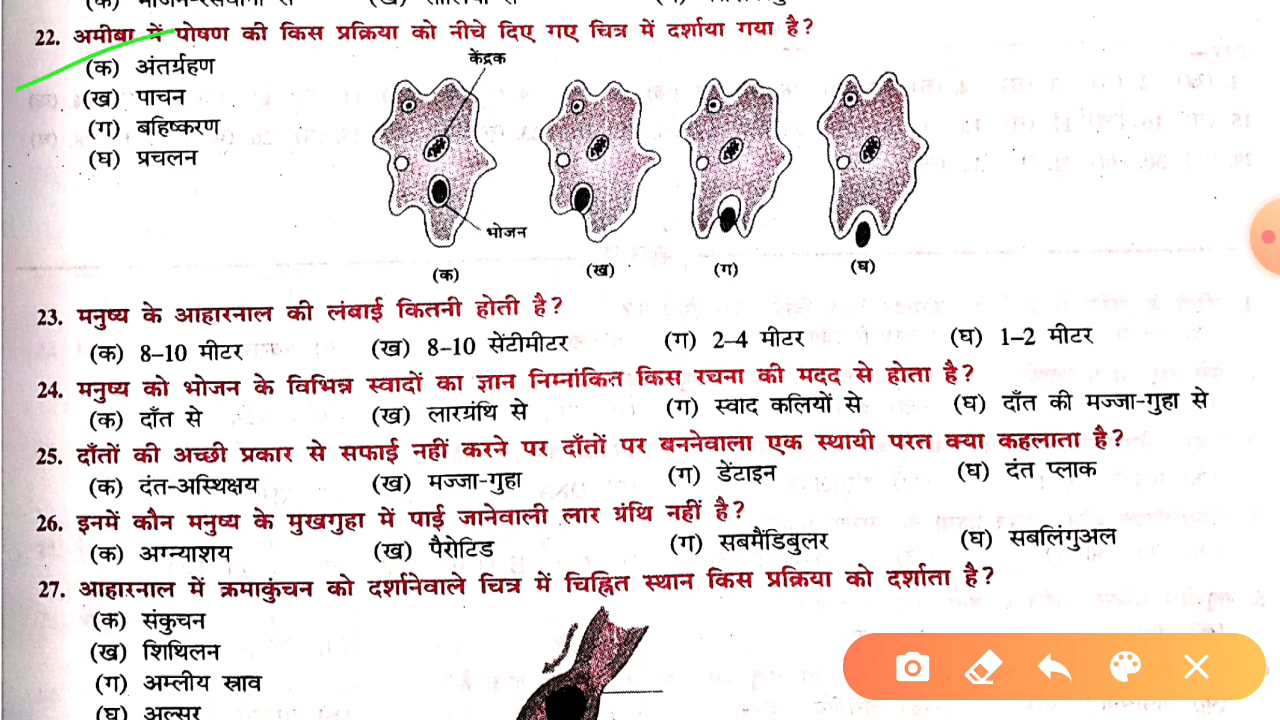 22. अमीबा में पोषण की किस प्रक्रिया को नीचे दिए गए चित्र में दर्शाया गया है?
(क) अंतर्ग्रहण
(ख) पाचन
(ग) बहिष्करण
(घ) प्रचलन
केंद्रक
भोजन
(क) (ख) (ग) (घ)
23. मनुष्य के आहारनाल की लंबाई कितनी होती है?
(क) 8–10 मीटर (ख) 8–10 सेंटीमीटर (ग) 2–4 मीटर (घ) 1–2 मीटर
24. मनुष्य को भोजन के विभिन्न स्वादों का ज्ञान निम्नांकित किस रचना की मदद से होता है?
(क) दाँत से (ख) लारग्रंथि से (ग) स्वाद कलियों से (घ) दाँत की मज्जा-गुहा से
25. दाँतों की अच्छी प्रकार से सफाई नहीं करने पर दाँतों पर बननेवाला एक स्थायी परत क्या कहलाता है?
(क) दंत-अस्थिक्षय (ख) मज्जा-गुहा (ग) डेंटाइन (घ) दंत प्लाक
26. इनमें कौन मनुष्य के मुखगुहा में पाई जानेवाली लार ग्रंथि नहीं है?
(क) अग्न्याशय (ख) पैरोटिड (ग) सबमैंडिबुलर (घ) सबलिंगुअल
27. आहारनाल में क्रमाकुंचन को दर्शानेवाले चित्र में चिह्नित स्थान किस प्रक्रिया को दर्शाता है?
(क) संकुचन
(ख) शिथिलन
(ग) अम्लीय स्राव
(घ) अल्सर